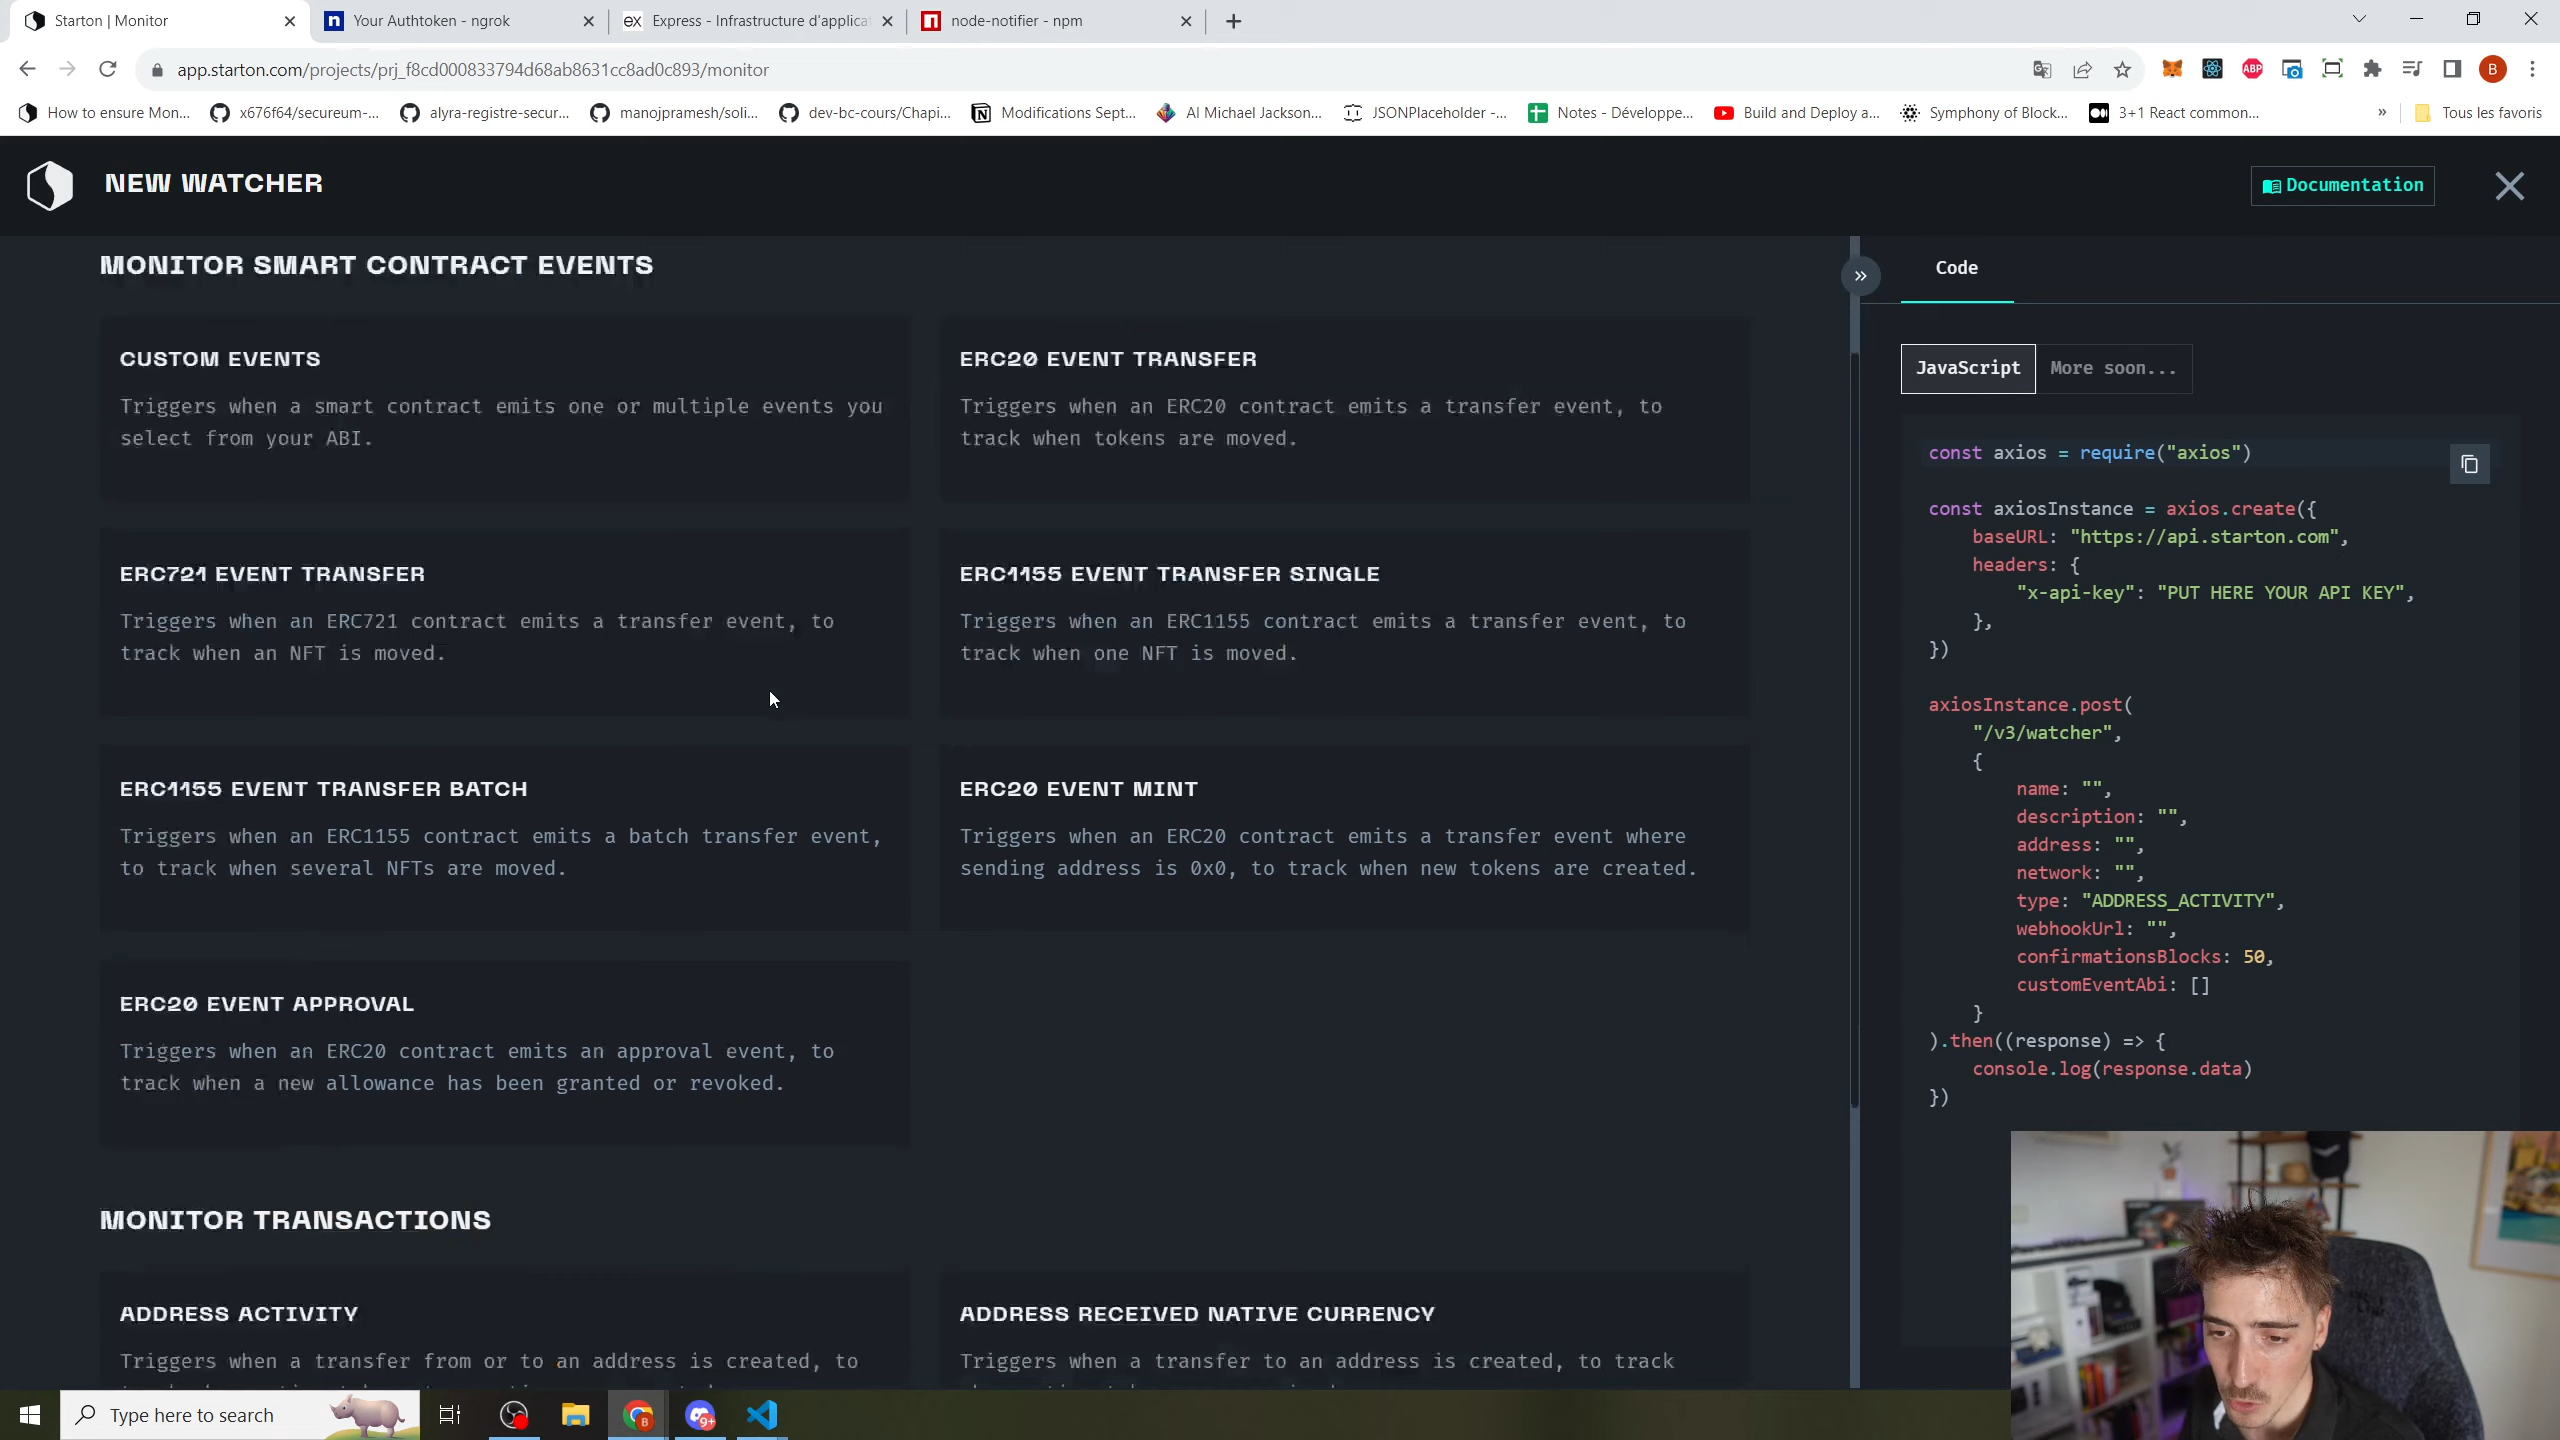 Starton | Monitor
Your Authtoken - ngrok
Express - Infrastructure d'applica
node-notifier - npm
app.starton.com/projects/prj_f8cd000833794d68ab8631cc8ad0c893/monitor
How to ensure Mon...
x676f64/secureum-...
alyra-registre-secur...
manojpramesh/soli...
dev-bc-cours/Chapi...
Modifications Sept...
AI Michael Jackson...
JSONPlaceholder -...
Notes - Développe...
Build and Deploy a...
Symphony of Block...
3+1 React common...
»
Tous les favoris
NEW WATCHER
Documentation
MONITOR SMART CONTRACT EVENTS
CUSTOM EVENTS
Triggers when a smart contract emits one or multiple events you
select from your ABI.
ERC20 EVENT TRANSFER
Triggers when an ERC20 contract emits a transfer event, to
track when tokens are moved.
ERC721 EVENT TRANSFER
Triggers when an ERC721 contract emits a transfer event, to
track when an NFT is moved.
ERC1155 EVENT TRANSFER SINGLE
Triggers when an ERC1155 contract emits a transfer event, to
track when one NFT is moved.
ERC1155 EVENT TRANSFER BATCH
Triggers when an ERC1155 contract emits a batch transfer event,
to track when several NFTs are moved.
ERC20 EVENT MINT
Triggers when an ERC20 contract emits a transfer event where
sending address is 0x0, to track when new tokens are created.
ERC20 EVENT APPROVAL
Triggers when an ERC20 contract emits an approval event, to
track when a new allowance has been granted or revoked.
MONITOR TRANSACTIONS
ADDRESS ACTIVITY
Triggers when a transfer from or to an address is created, to
ADDRESS RECEIVED NATIVE CURRENCY
Triggers when a transfer to an address is created, to track
»
Code
JavaScript
More soon...
const axios = require("axios")
const axiosInstance = axios.create({
baseURL: "https://api.starton.com",
headers: {
"x-api-key": "PUT HERE YOUR API KEY",
},
})
axiosInstance.post(
"/v3/watcher",
{
name: "",
description: "",
address: "",
network: "",
type: "ADDRESS_ACTIVITY",
webhookUrl: "",
confirmationsBlocks: 50,
customEventAbi: []
}
).then((response) => {
console.log(response.data)
})
Type here to search
9+
ABP
B